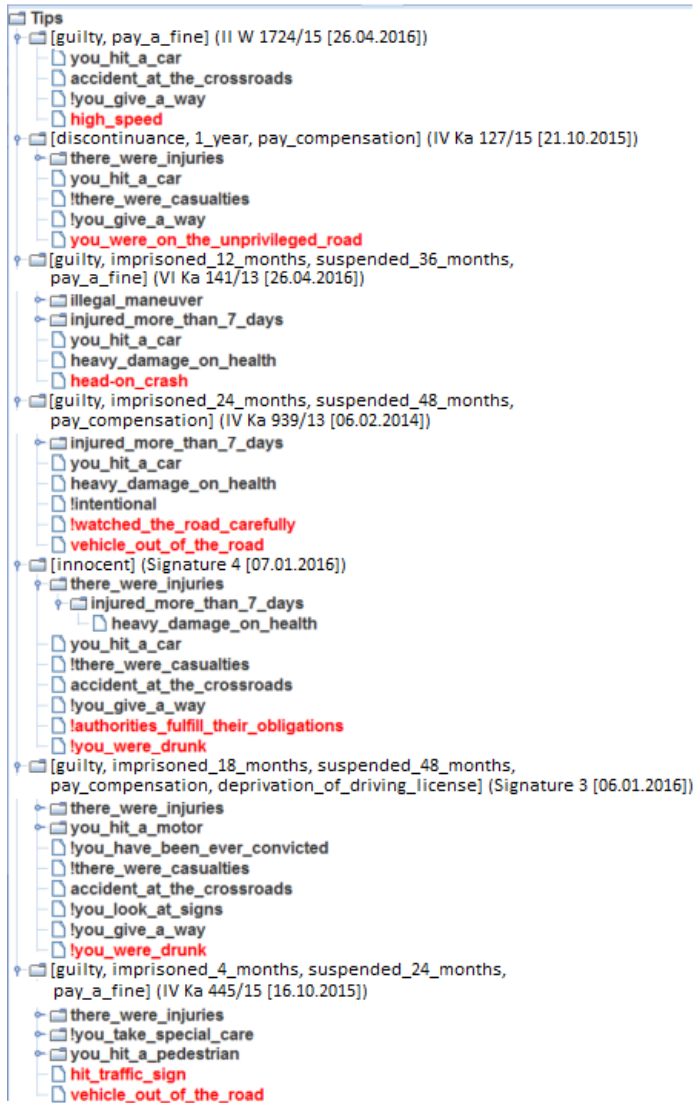 Tips
[guilty, pay_a_fine] (II W 1724/15 [26.04.2016])
you_hit_a_car
accident_at_the_crossroads
!you_give_a_way
high_speed
[discontinuance, 1_year, pay_compensation] (IV Ka 127/15 [21.10.2015])
there_were_injuries
you_hit_a_car
!there_were_casualties
!you_give_a_way
you_were_on_the_unprivileged_road
[guilty, imprisoned_12_months, suspended_36_months,
pay_a_fine] (VI Ka 141/13 [26.04.2016])
illegal_maneuver
injured_more_than_7_days
you_hit_a_car
heavy_damage_on_health
head-on_crash
[guilty, imprisoned_24_months, suspended_48_months,
pay_compensation] (IV Ka 939/13 [06.02.2014])
injured_more_than_7_days
you_hit_a_car
heavy_damage_on_health
!intentional
!watched_the_road_carefully
vehicle_out_of_the_road
[innocent] (Signature 4 [07.01.2016])
there_were_injuries
injured_more_than_7_days
heavy_damage_on_health
you_hit_a_car
!there_were_casualties
accident_at_the_crossroads
!you_give_a_way
!authorities_fulfill_their_obligations
!you_were_drunk
[guilty, imprisoned_18_months, suspended_48_months,
pay_compensation, deprivation_of_driving_license] (Signature 3 [06.01.2016])
there_were_injuries
you_hit_a_motor
!you_have_been_ever_convicted
!there_were_casualties
accident_at_the_crossroads
!you_look_at_signs
!you_give_a_way
!you_were_drunk
[guilty, imprisoned_4_months, suspended_24_months,
pay_a_fine] (IV Ka 445/15 [16.10.2015])
there_were_injuries
!you_take_special_care
you_hit_a_pedestrian
hit_traffic_sign
vehicle_out_of_the_road